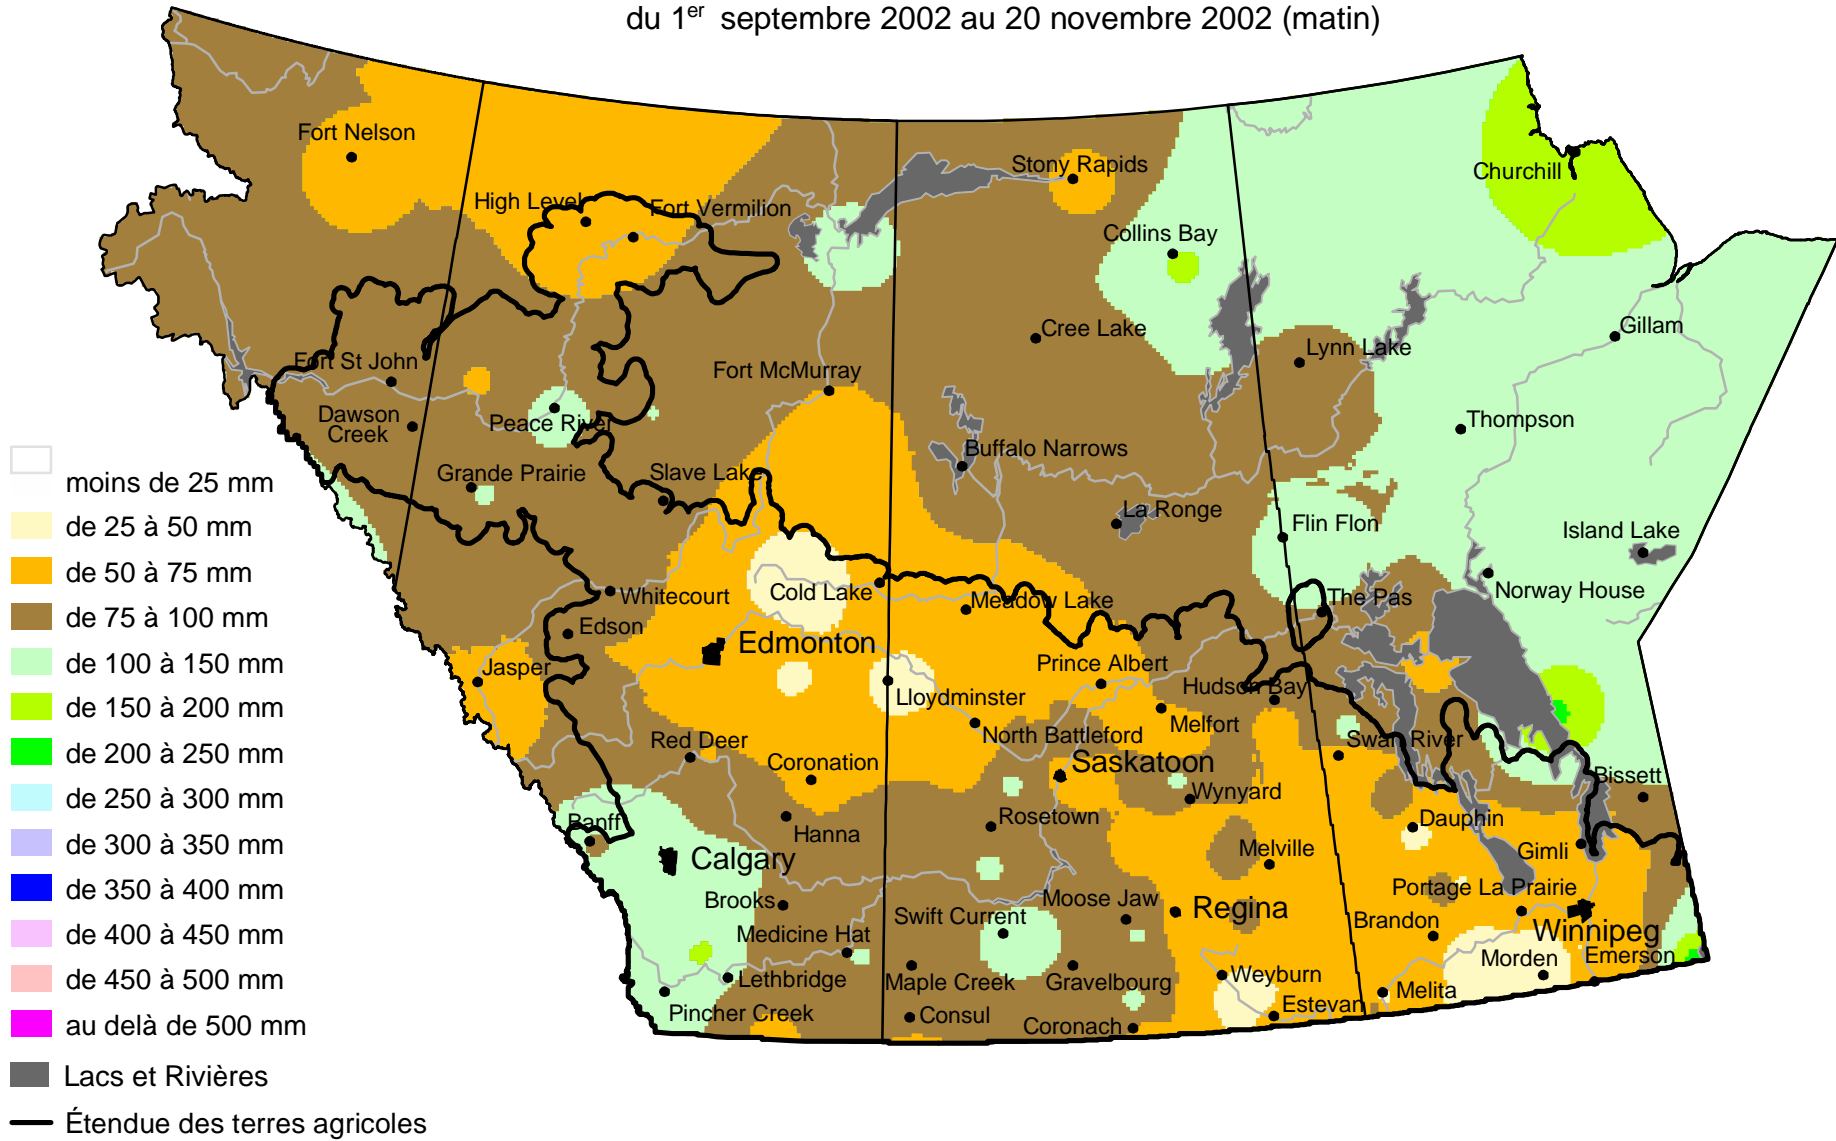 du 1er septembre 2002 au 20 novembre 2002 (matin)
Fort Nelson
High Level
Fort Vermilion
Stony Rapids
Churchill
Collins Bay
Cree Lake
Gillam
Lynn Lake
Fort St John
Fort McMurray
Dawson
Creek
Peace River
Thompson
Buffalo Narrows
Grande Prairie
Slave Lake
La Ronge
Flin Flon
Island Lake
Whitecourt
Cold Lake
Meadow Lake
The Pas
Norway House
Edson
Edmonton
Jasper
Prince Albert
Hudson Bay
Lloydminster
Melfort
North Battleford
Red Deer
Swan River
Coronation
Saskatoon
Bissett
Wynyard
Banff
Hanna
Rosetown
Dauphin
Calgary
Melville
Gimli
Brooks
Moose Jaw
Portage La Prairie
Swift Current
Regina
Brandon
Winnipeg
Medicine Hat
Morden
Emerson
Lethbridge
Maple Creek
Gravelbourg
Weyburn
Melita
Pincher Creek
Consul
Coronach
Estevan
moins de 25 mm
de 25 à 50 mm
de 50 à 75 mm
de 75 à 100 mm
de 100 à 150 mm
de 150 à 200 mm
de 200 à 250 mm
de 250 à 300 mm
de 300 à 350 mm
de 350 à 400 mm
de 400 à 450 mm
de 450 à 500 mm
au delà de 500 mm
Lacs et Rivières
Étendue des terres agricoles